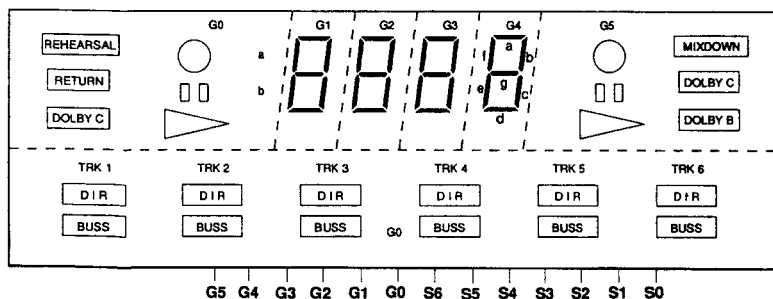 G0 G1 G2 G3 G4 G5
REHEARSAL a a MIXDOWN
f b
RETURN b g DOLBY C
e c
DOLBY C d DOLBY B
TRK 1 TRK 2 TRK 3 TRK 4 TRK 5 TRK 6
DIR DIR DIR DIR DIR DIR
BUSS BUSS BUSS G0 BUSS BUSS BUSS
G5 G4 G3 G2 G1 G0 S6 S5 S4 S3 S2 S1 S0